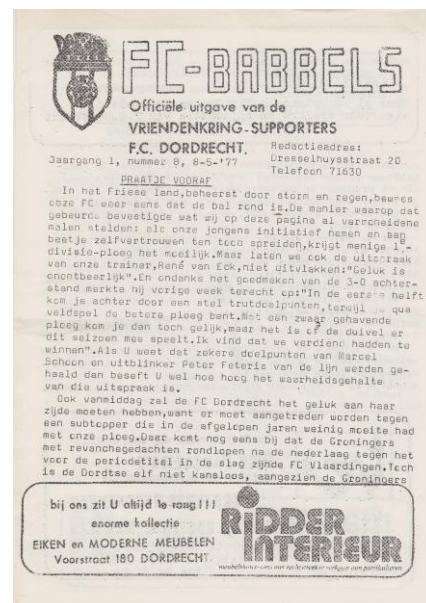 FC-BABBELS
Officiële uitgave van de
VRIENDENKRING-SUPPORTERS
F.C. DORDRECHT.
Redactieadres:
Jaargang 1, nummer 8, 8-5-'77
Dresselhuysstraat 20
Telefoon 71630
PRAATJE VOORAF
In het Friese land,beheerst door storm en regen,bewees
onze FC weer eens dat de bal rond is.De manier waarop dat
gebeurde bevestigde wat wij op deze pagina al verscheidene
malen stelden: als onze jongens initiatief nemen en een
beetje zelfvertrouwen ten toon spreiden,krijgt menige 1e-
divisie-ploeg het moeilijk.Maar laten we ook de uitspraak
van onze trainer,René van Eck,niet uitvlakken:"Geluk is
onontbeerlijk".En ondanks het goedmaken van de 3-0 achter-
stand merkte hij vorige week terecht op:"In de eerste helft
kom je achter door een stel trutdoelpunten,terwijl je qua
veldspel de betere ploeg bent.Met een zwaar gehavende
ploeg kom je dan toch gelijk,maar het is of de duivel er
dit seizoen mee speelt.Ik vind dat we verdiend hadden te
winnen".Als U weet dat zekere doelpunten van Marcel
Schoon en uitblinker Peter Feteris van de lijn werden ge-
haald dan beseft U wel hoe hoog het waarheidsgehalte
van die uitspraak is.
Ook vanmiddag zal de FC Dordrecht het geluk aan haar
zijde moeten hebben,want er moet aangetreden worden tegen
een subtopper die in de afgelopen jaren weinig moeite had
met onze ploeg.Daar komt nog eens bij dat de Groningers
met revanchegedachten rondlopen na de nederlaag tegen het
voor de periodetitel in de slag zijnde FC Vlaardingen.Toch
is de Dordtse elf niet kansloos, aangezien de Groningers
bij ons zit U altijd te raag!!!
enorme kollectie
EIKEN en MODERNE MEUBELEN
Voorstraat 180 DORDRECHT.
RIDDER
INTERIEUR